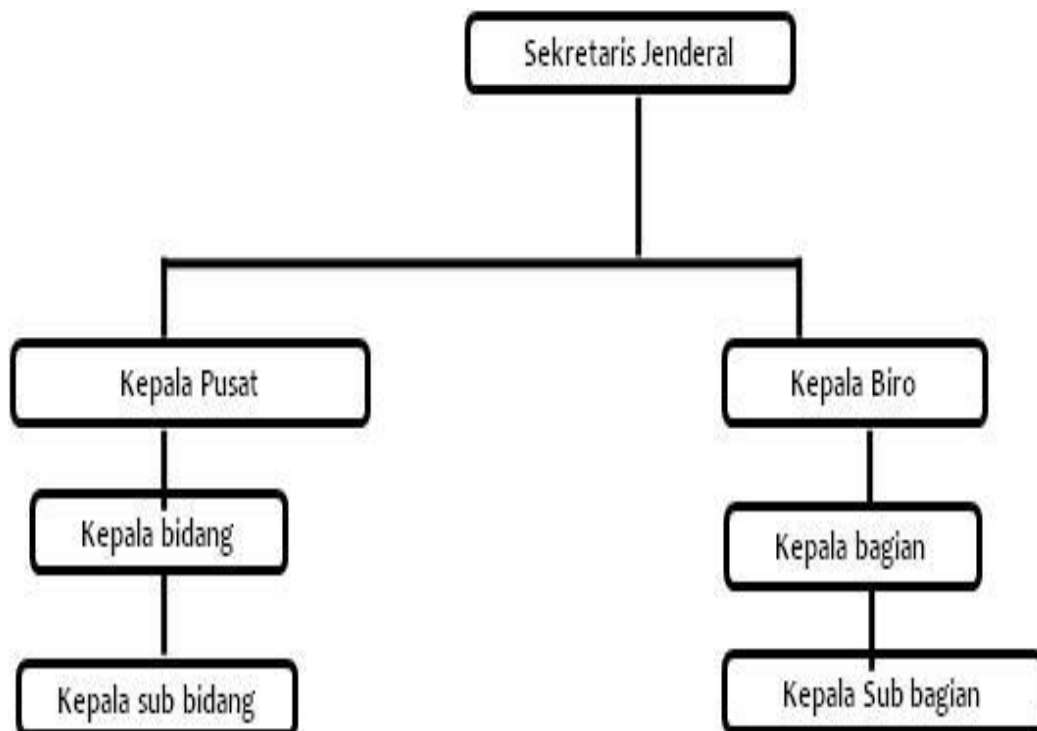 Sekretaris Jenderal
Kepala Pusat
Kepala Biro
Kepala bidang
Kepala bagian
Kepala sub bidang
Kepala Sub bagian